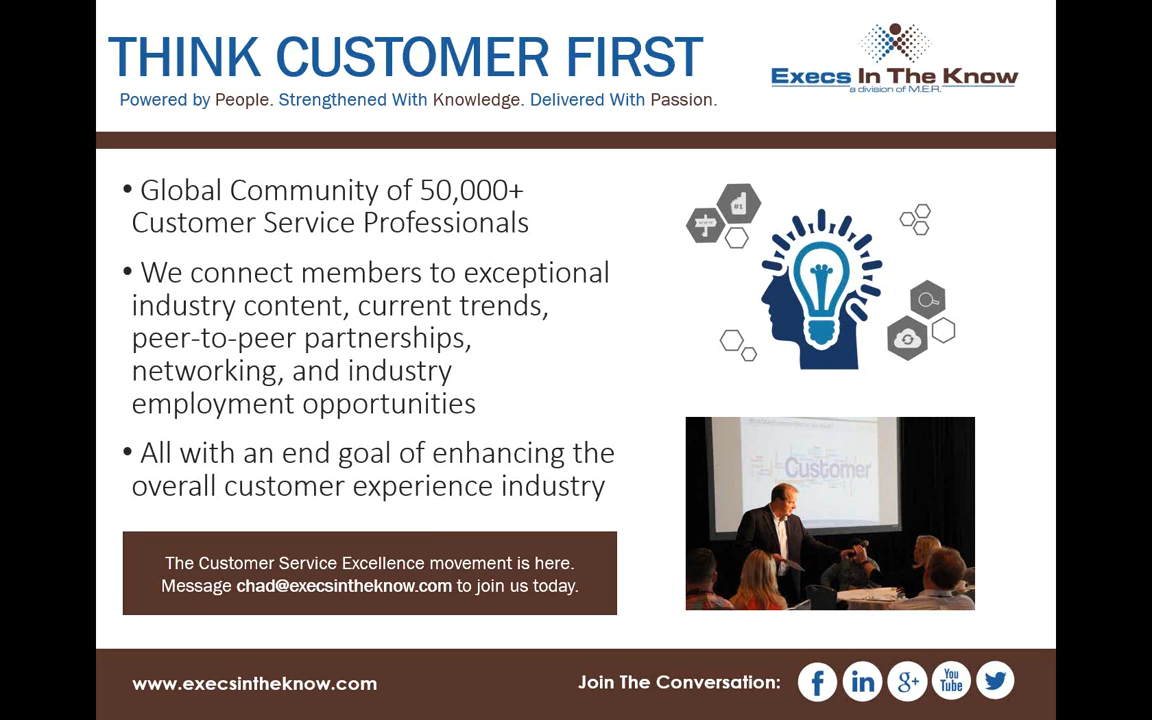 THINK CUSTOMER FIRST
Powered by People. Strengthened With Knowledge. Delivered With Passion.
Execs In The Know
a division of M.E.R.
• Global Community of 50,000+
Customer Service Professionals
• We connect members to exceptional
industry content, current trends,
peer-to-peer partnerships,
networking, and industry
employment opportunities
• All with an end goal of enhancing the
overall customer experience industry
#1
Customer
The Customer Service Excellence movement is here.
Message chad@execsintheknow.com to join us today.
www.execsintheknow.com
Join The Conversation:
f
in
g+
You
Tube